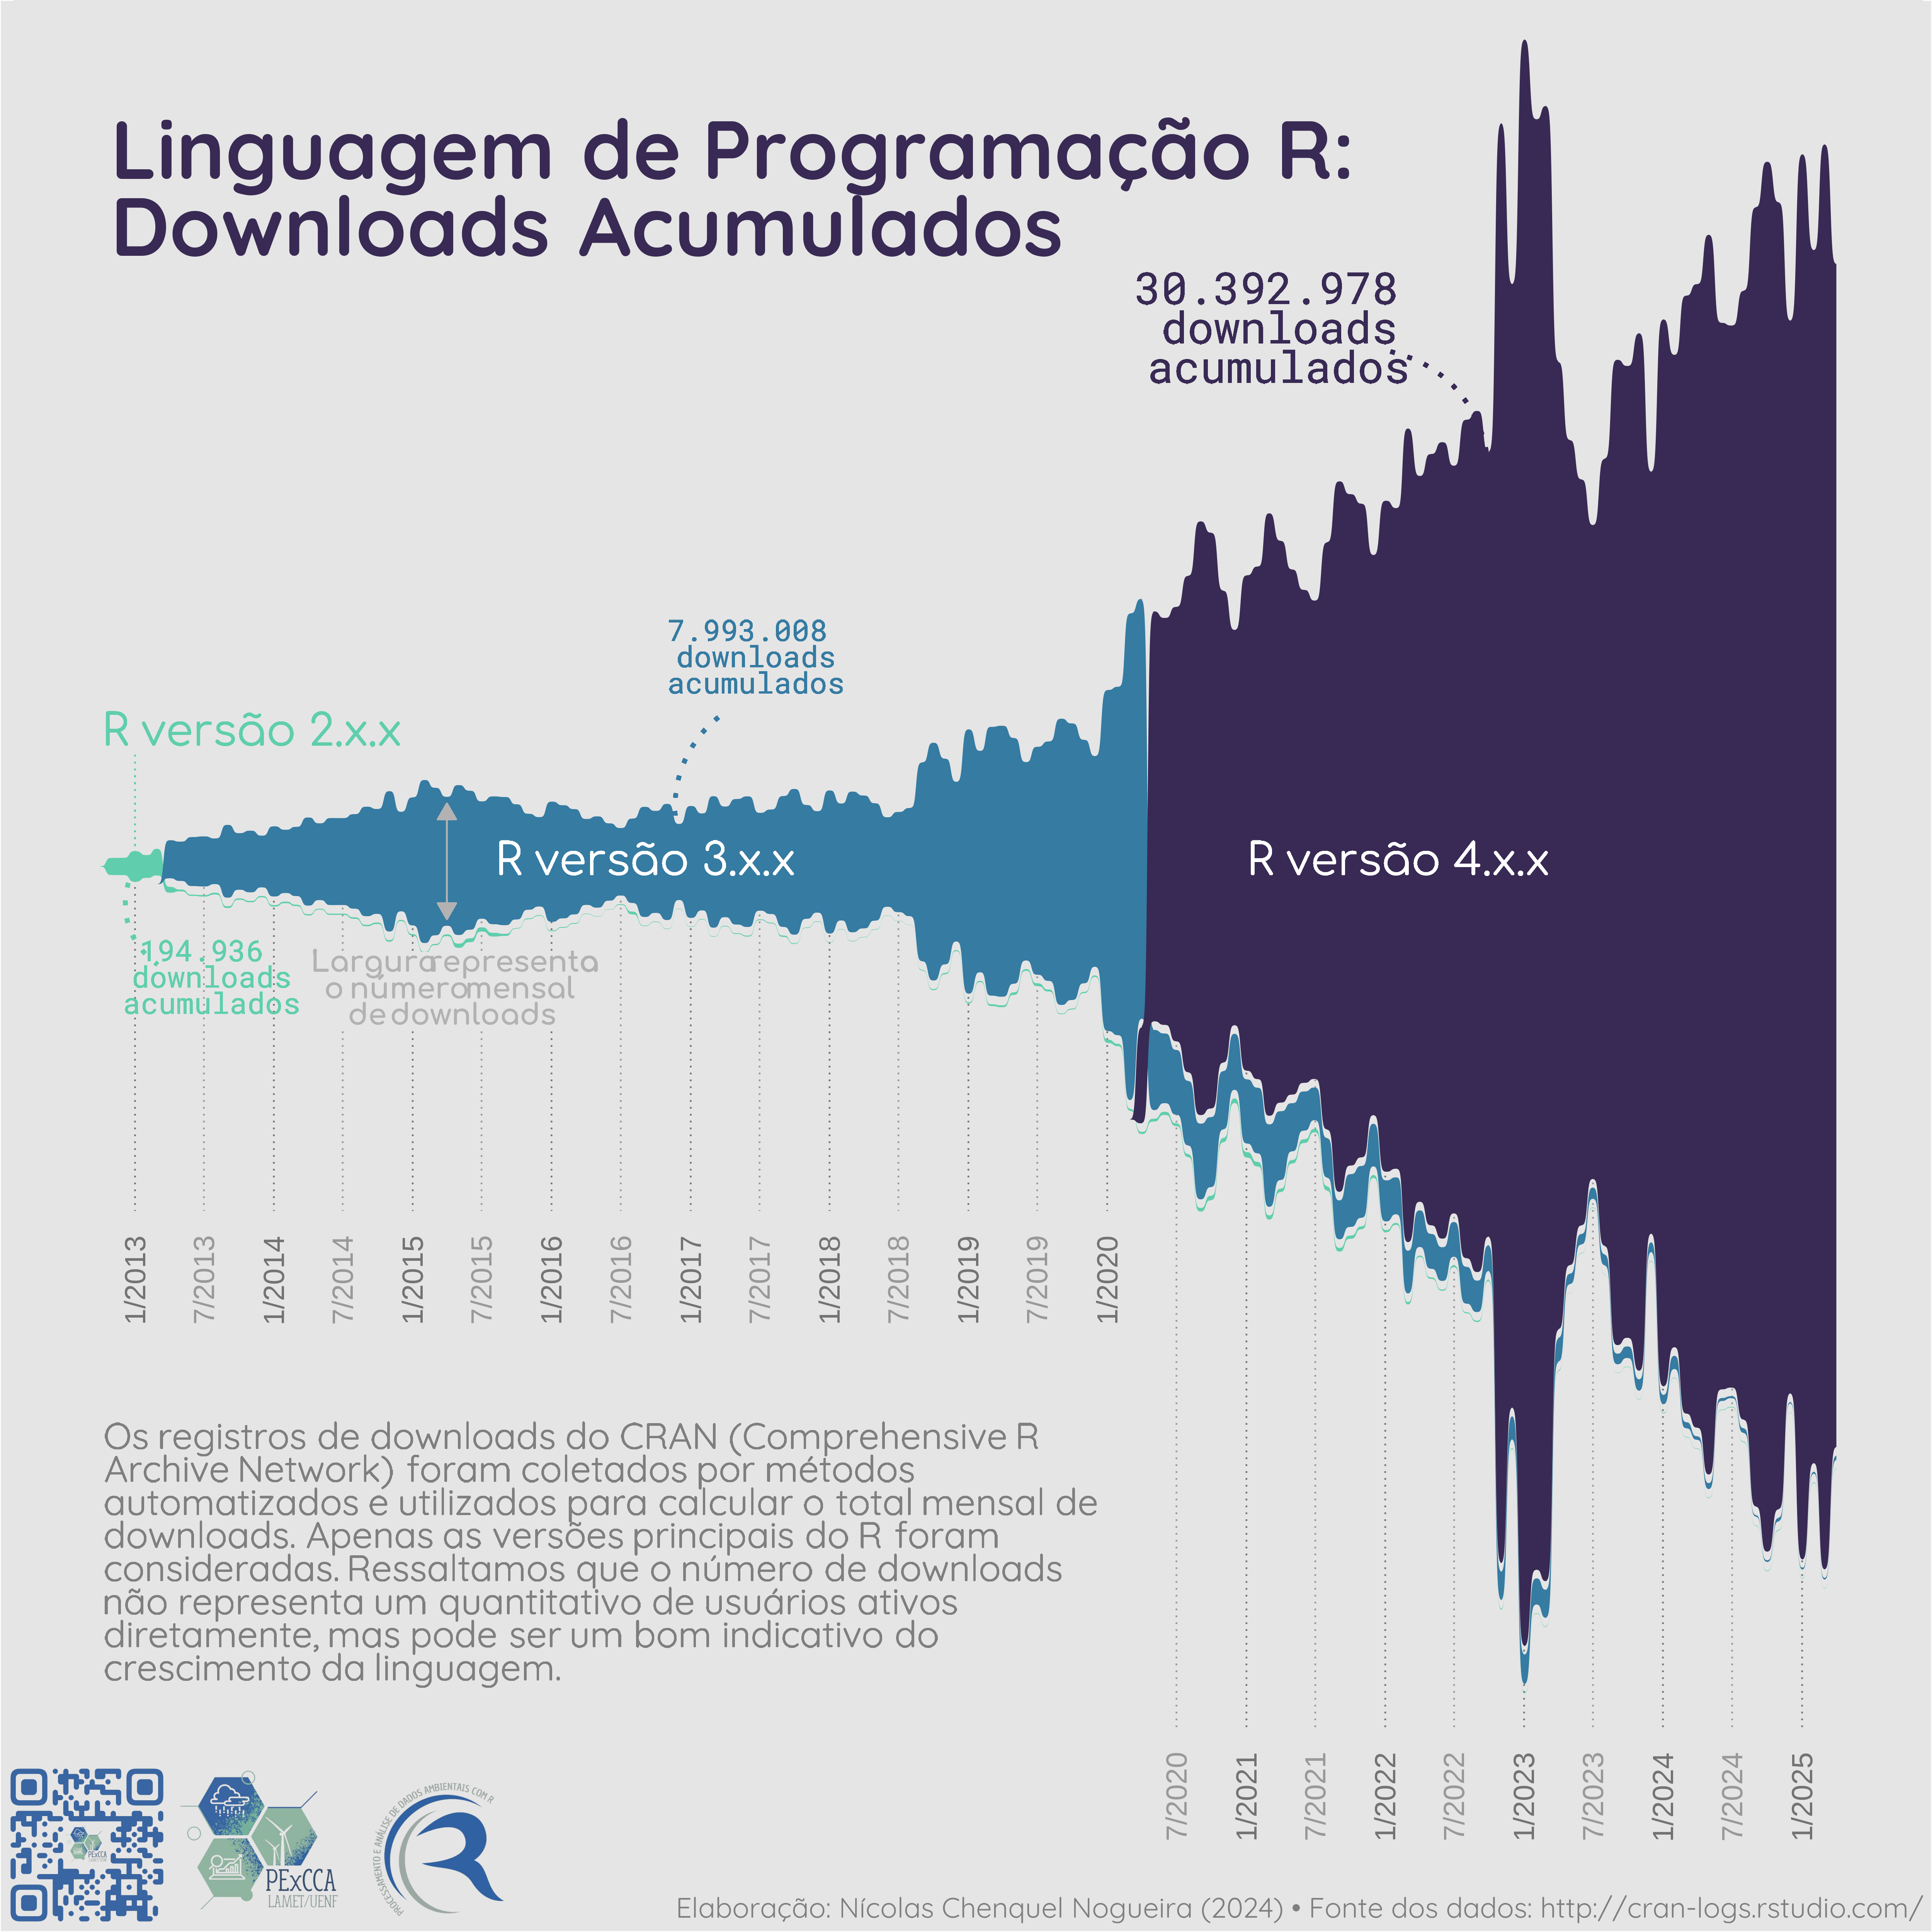 Linguagem de Programação R:
Downloads Acumulados
30.392.978
downloads
acumulados
7.993.008
downloads
acumulados
R versão 2.x.x
R versão 3.x.x
R versão 4.x.x
194.936
downloads
acumulados
Largura representa
o número mensal
de downloads
1/2013
7/2013
1/2014
7/2014
1/2015
7/2015
1/2016
7/2016
1/2017
7/2017
1/2018
7/2018
1/2019
7/2019
1/2020
7/2020
1/2021
7/2021
1/2022
7/2022
1/2023
7/2023
1/2024
7/2024
1/2025
Os registros de downloads do CRAN (Comprehensive R
Archive Network) foram coletados por métodos
automatizados e utilizados para calcular o total mensal de
downloads. Apenas as versões principais do R foram
consideradas. Ressaltamos que o número de downloads
não representa um quantitativo de usuários ativos
diretamente, mas pode ser um bom indicativo do
crescimento da linguagem.
PExCCA
LAMET/UENF
PROCESSAMENTO E ANÁLISE DE DADOS AMBIENTAIS COM R
R
Elaboração: Nícolas Chenquel Nogueira (2024) • Fonte dos dados: http://cran-logs.rstudio.com/